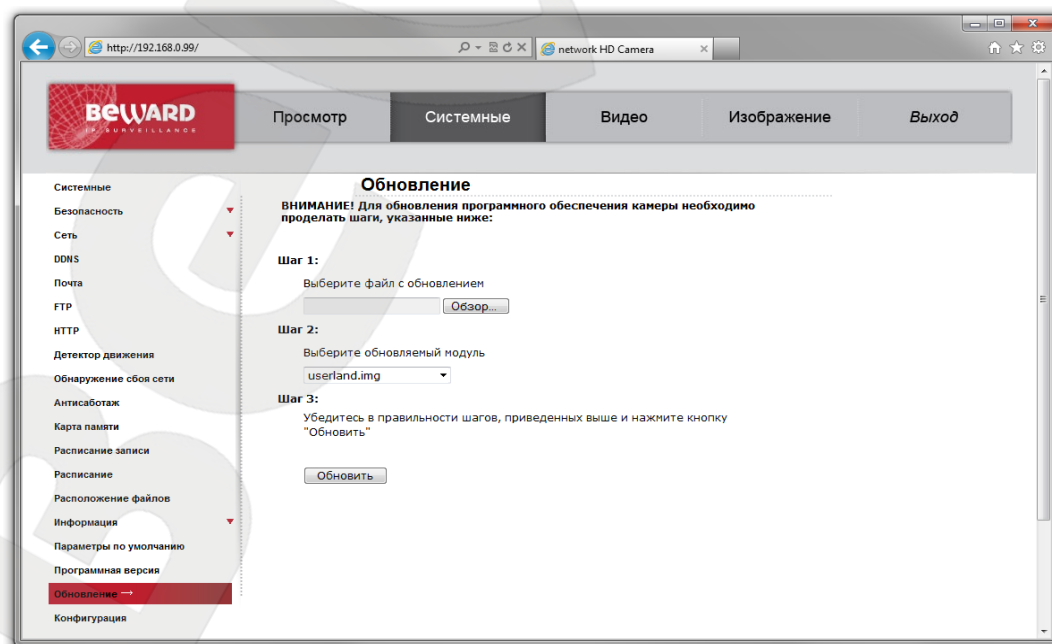 http://192.168.0.99/
network HD Camera
BEWARD
IP SURVEILLANCE
Просмотр
Системные
Видео
Изображение
Выход
Системные
Безопасность
Сеть
DDNS
Почта
FTP
HTTP
Детектор движения
Обнаружение сбоя сети
Антисаботаж
Карта памяти
Расписание записи
Расписание
Расположение файлов
Информация
Параметры по умолчанию
Программная версия
Обновление →
Конфигурация
Обновление
ВНИМАНИЕ! Для обновления программного обеспечения камеры необходимо
проделать шаги, указанные ниже:
Шаг 1:
Выберите файл с обновлением
Обзор...
Шаг 2:
Выберите обновляемый модуль
userland.img
Шаг 3:
Убедитесь в правильности шагов, приведенных выше и нажмите кнопку
"Обновить"
Обновить